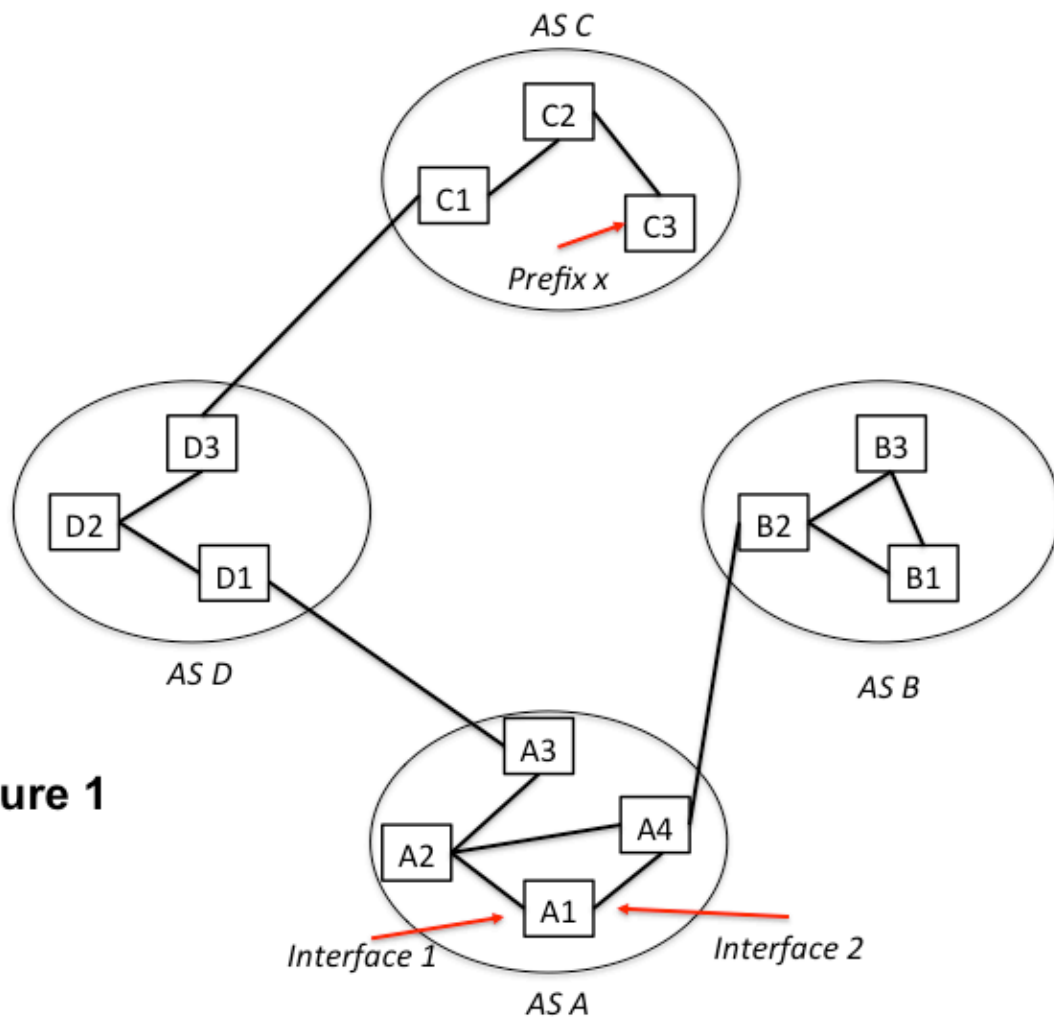 AS C
C2
C1
C3
Prefix x
D3
B3
D2
B2
D1
B1
AS D
AS B
A3
ure 1
A4
A2
A1
Interface 1
Interface 2
AS A